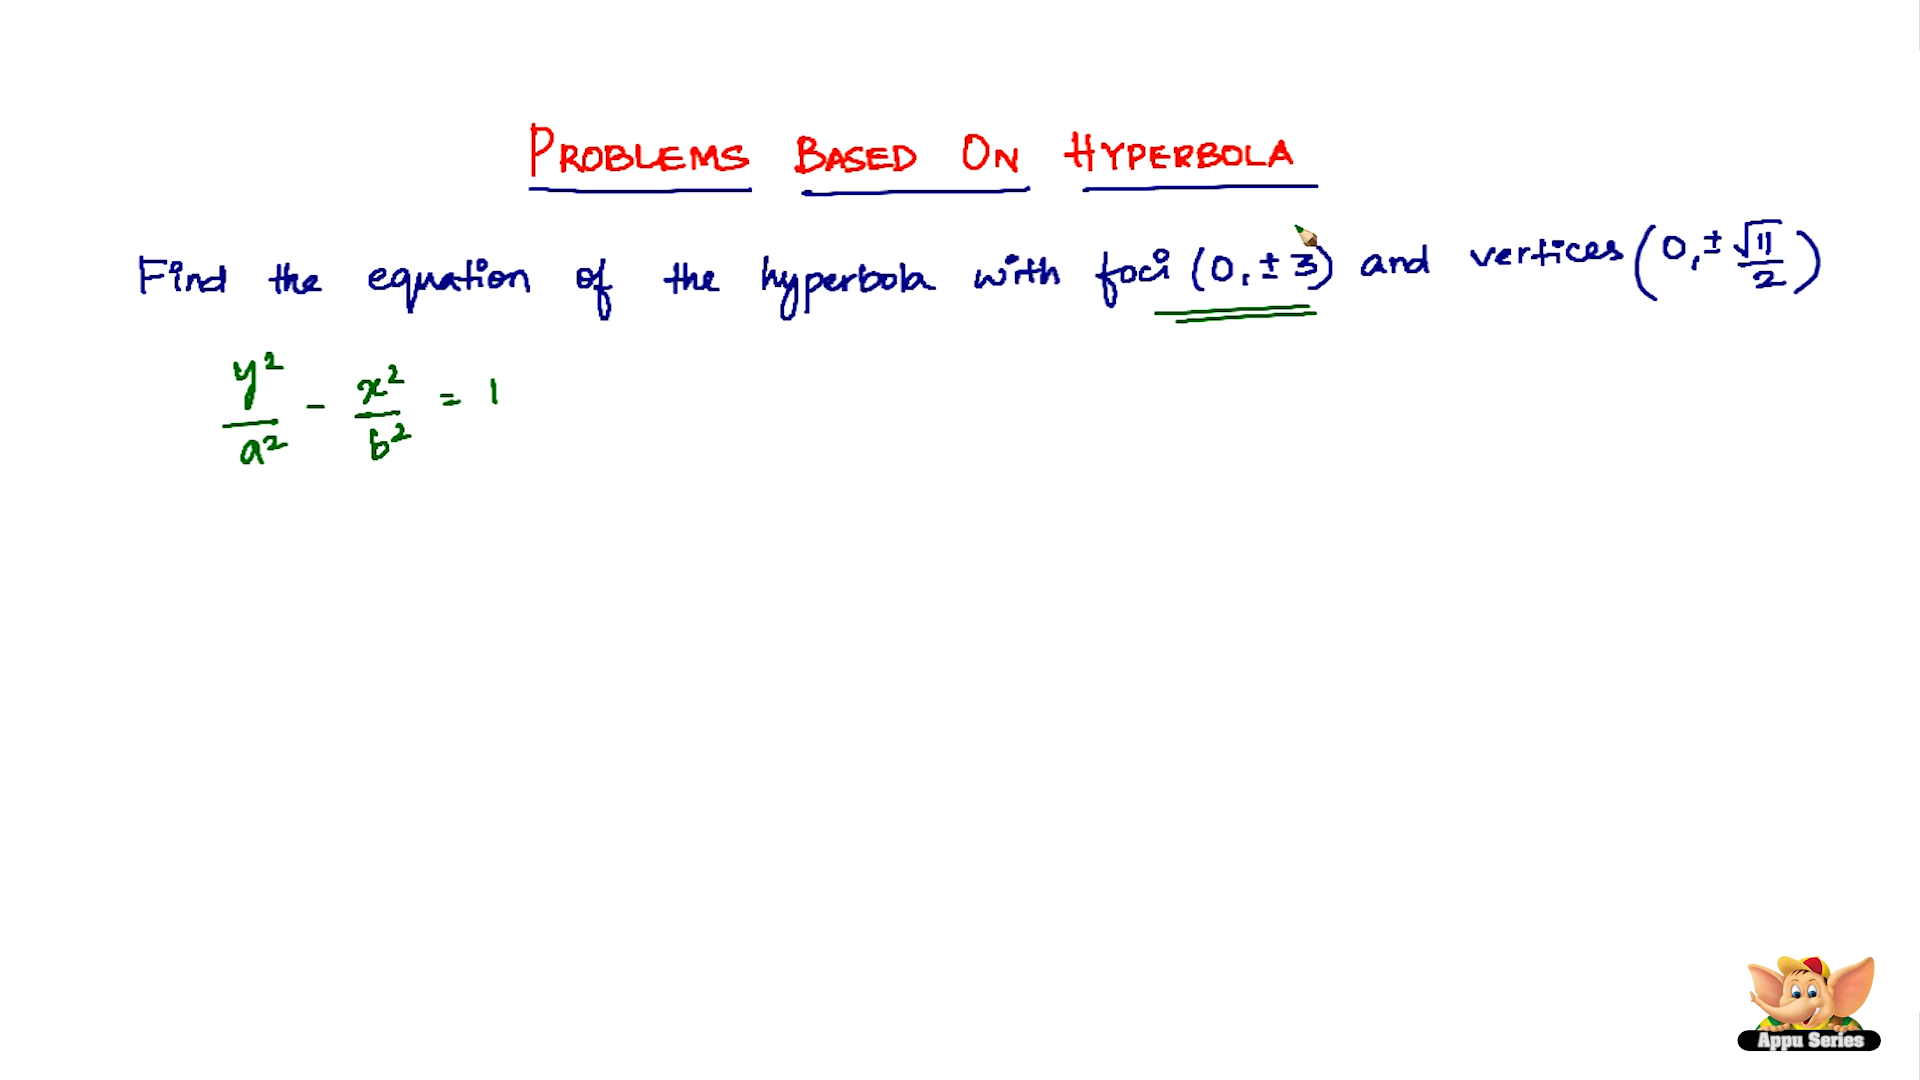 PROBLEMS BASED ON HYPERBOLA
Find the equation of the hyperbola with foci (0, ± 3) and vertices (0, ± √11/2)
y²/a² - x²/b² = 1
Appu Series